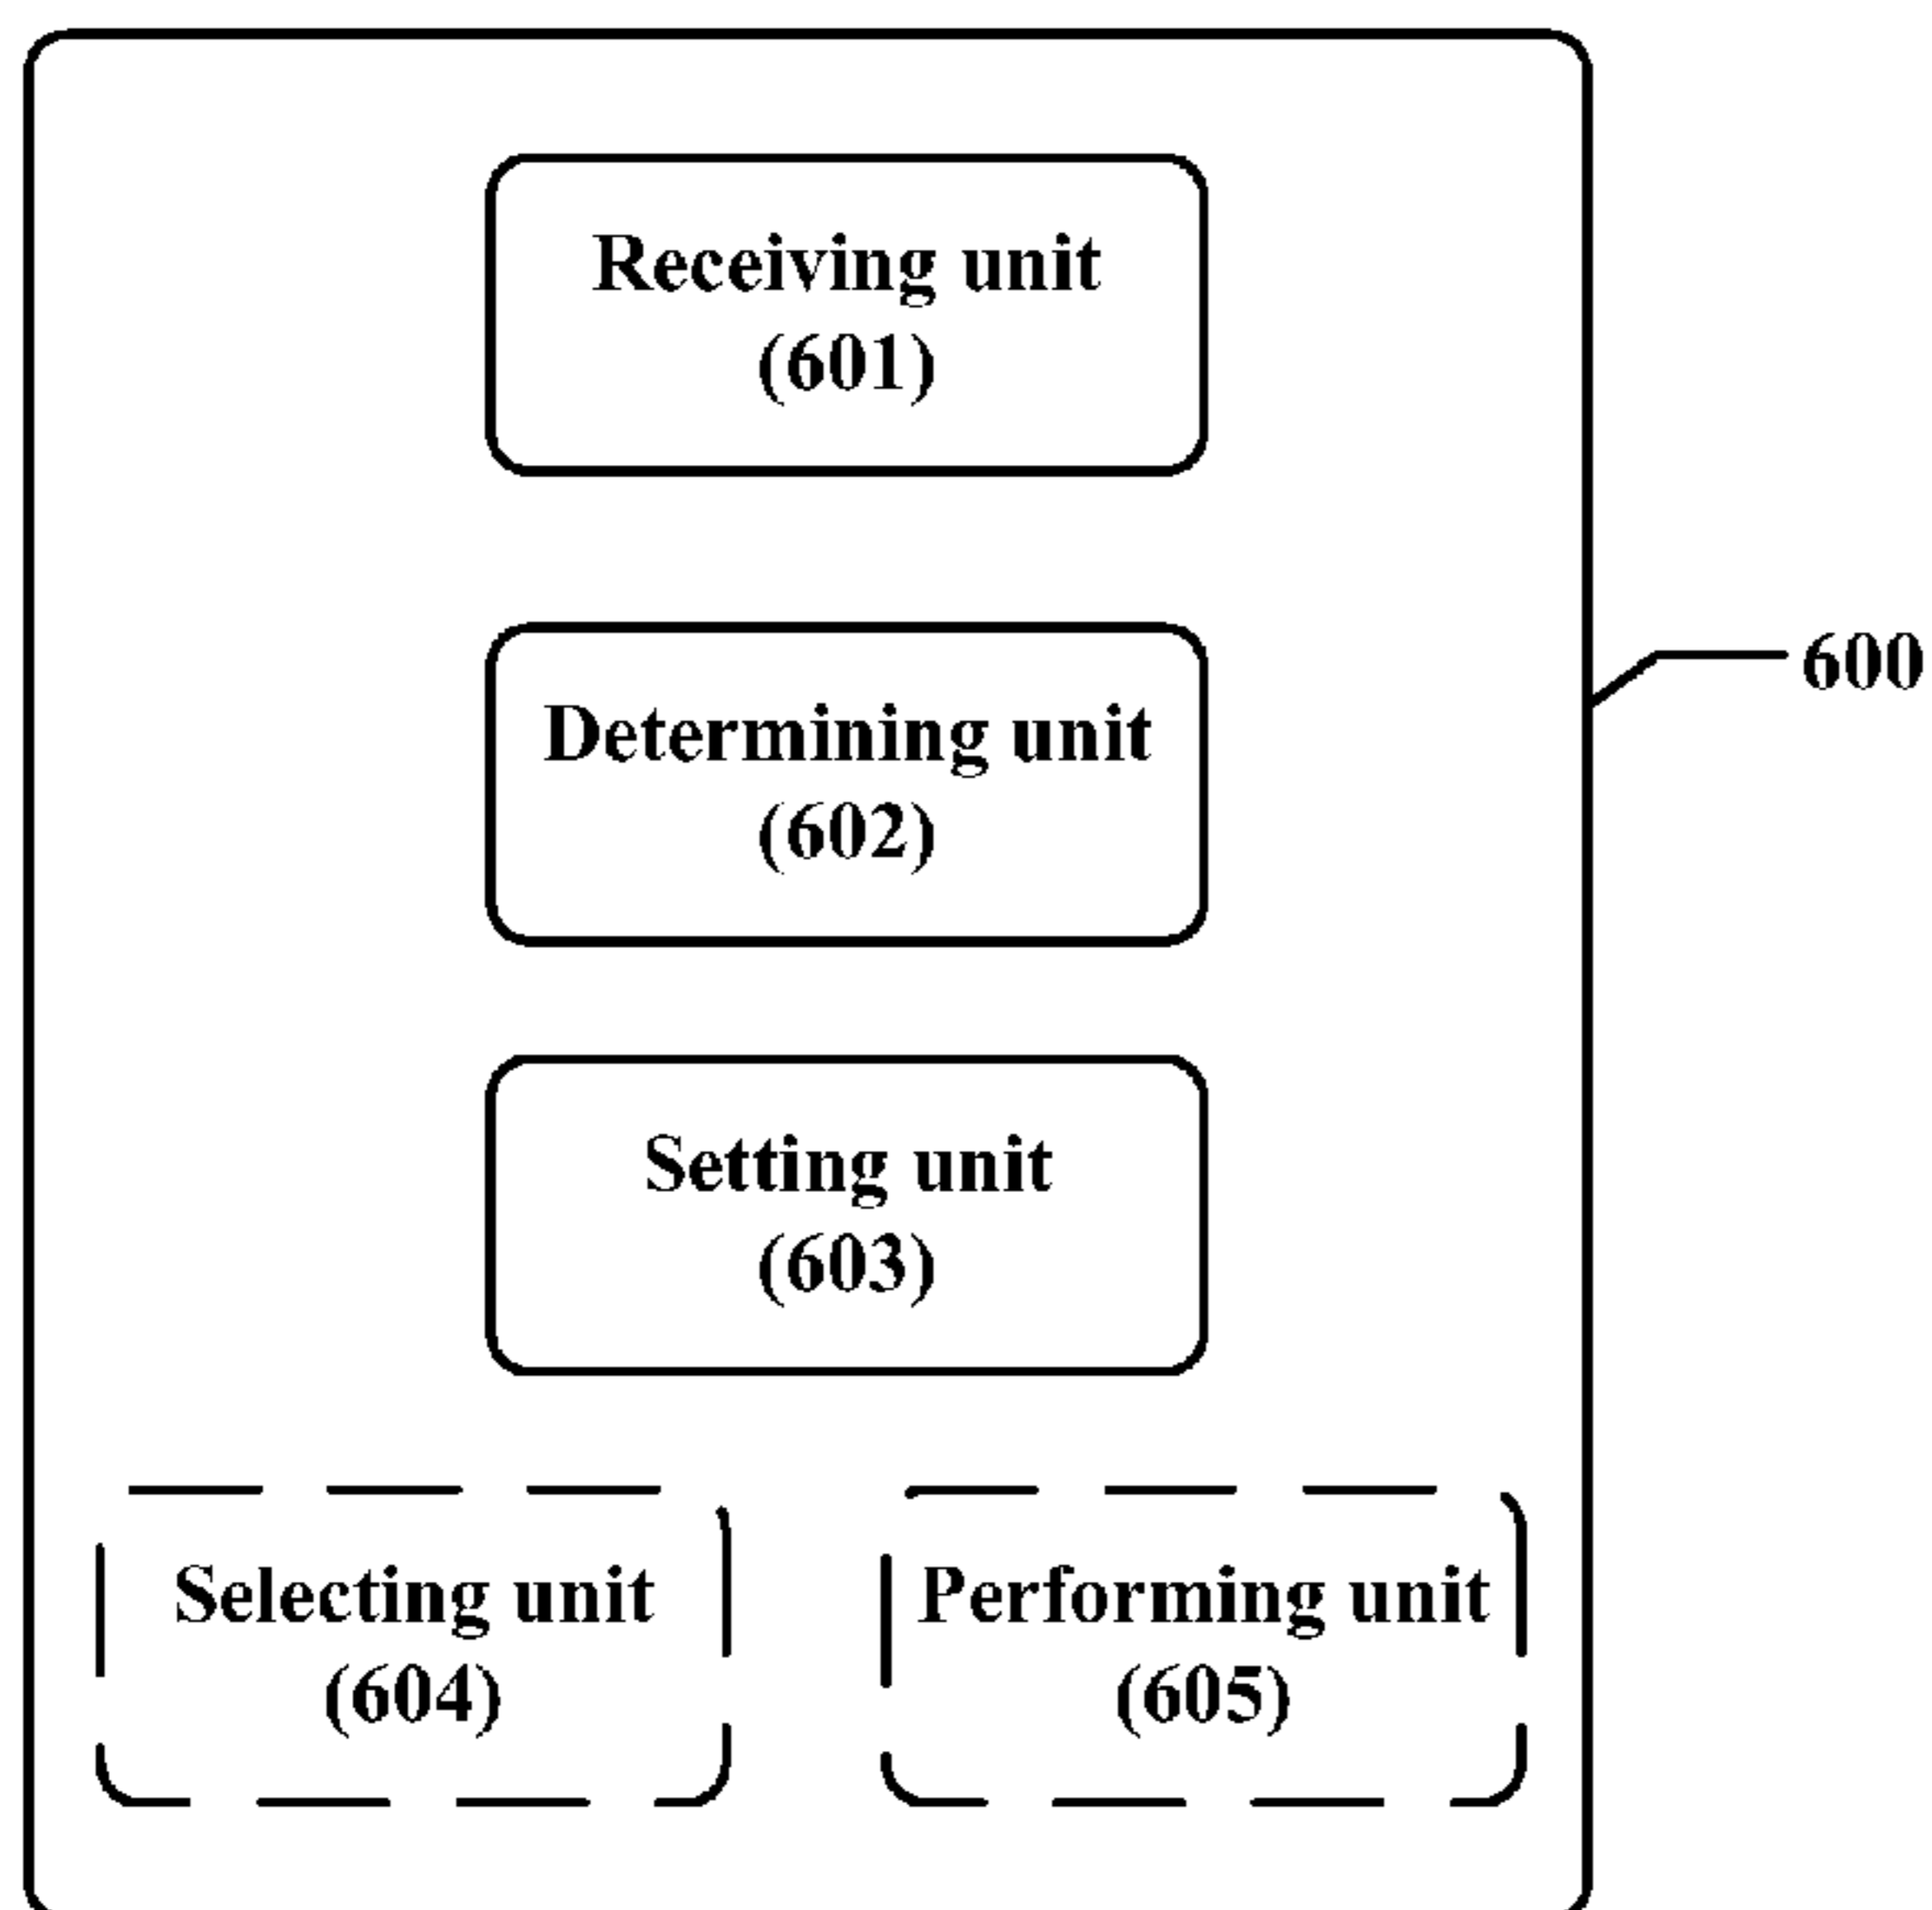 Receiving unit
(601)
Determining unit
(602)
600
Setting unit
(603)
Selecting unit
(604)
Performing unit
(605)